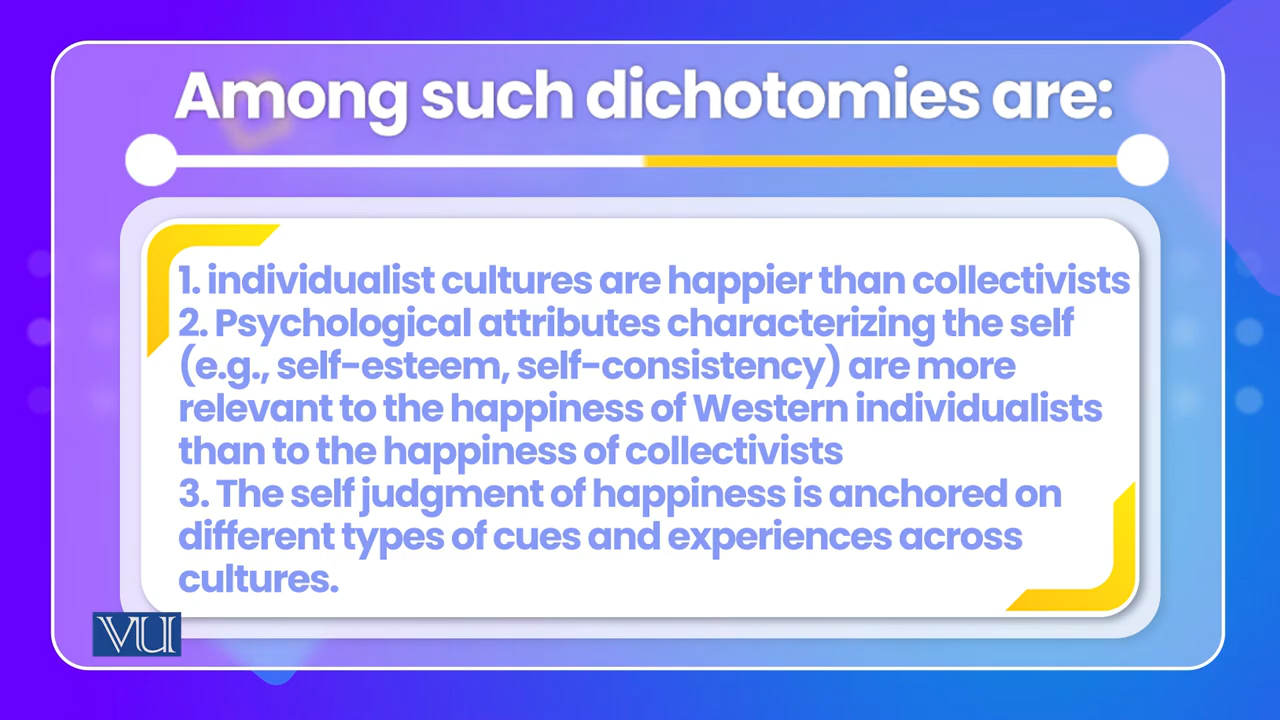 Among such dichotomies are:
1. individualist cultures are happier than collectivists
2. Psychological attributes characterizing the self
(e.g., self-esteem, self-consistency) are more
relevant to the happiness of Western individualists
than to the happiness of collectivists
3. The self judgment of happiness is anchored on
different types of cues and experiences across
cultures.
VU